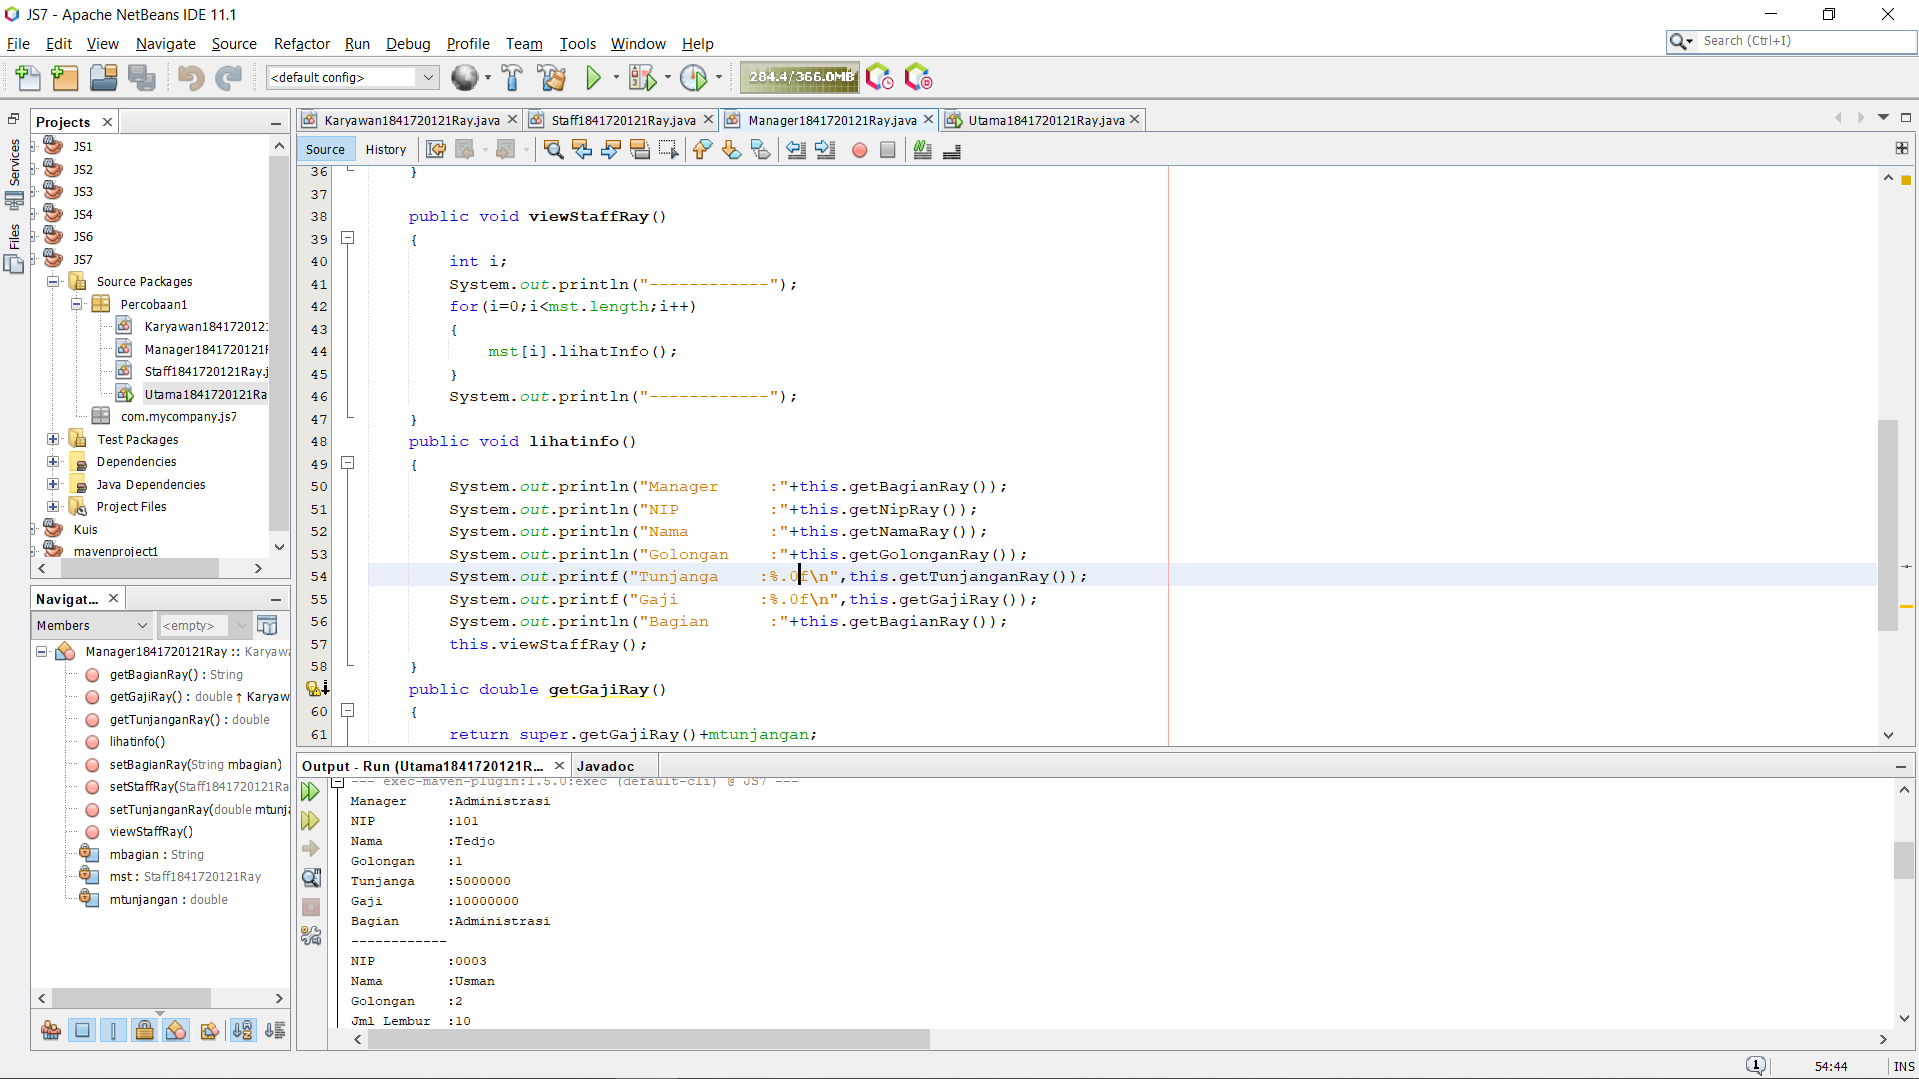 JS7 - Apache NetBeans IDE 11.1
File Edit View Navigate Source Refactor Run Debug Profile Team Tools Window Help
Search (Ctrl+I)
<default config>
284.4/366.0MB
Services
Files
Projects
JS1
JS2
JS3
JS4
JS6
JS7
Source Packages
Percobaan1
Karyawan184172012
Manager1841720121F
Staff1841720121Ray.j
Utama1841720121Ra
com.mycompany.js7
Test Packages
Dependencies
Java Dependencies
Project Files
Kuis
mavenproject1
Navigat...
Members
<empty>
Manager1841720121Ray :: Karyawa
getBagianRay() : String
getGajiRay() : double ↑ Karyaw
getTunjanganRay() : double
lihatinfo()
setBagianRay(String mbagian)
setStaffRay(Staff1841720121Ra
setTunjanganRay(double mtunja
viewStaffRay()
mbagian : String
mst : Staff1841720121Ray
mtunjangan : double
Karyawan1841720121Ray.java Staff1841720121Ray.java Manager1841720121Ray.java Utama1841720121Ray.java
Source History
36 }
37
38 public void viewStaffRay()
39 {
40 int i;
41 System.out.println("------------");
42 for(i=0;i<mst.length;i++)
43 {
44 mst[i].lihatInfo();
45 }
46 System.out.println("------------");
47 }
48 public void lihatinfo()
49 {
50 System.out.println("Manager     :"+this.getBagianRay());
51 System.out.println("NIP         :"+this.getNipRay());
52 System.out.println("Nama        :"+this.getNamaRay());
53 System.out.println("Golongan    :"+this.getGolonganRay());
54 System.out.printf("Tunjanga    :%.0f\n",this.getTunjanganRay());
55 System.out.printf("Gaji        :%.0f\n",this.getGajiRay());
56 System.out.println("Bagian      :"+this.getBagianRay());
57 this.viewStaffRay();
58 }
public double getGajiRay()
60 {
61 return super.getGajiRay()+mtunjangan;
Output - Run (Utama1841720121R... Javadoc
--- exec-maven-plugin:1.5.0:exec (default-cli) @ JS7 ---
Manager     :Administrasi
NIP         :101
Nama        :Tedjo
Golongan    :1
Tunjanga    :5000000
Gaji        :10000000
Bagian      :Administrasi
------------
NIP         :0003
Nama        :Usman
Golongan    :2
Jml Lembur  :10
1
54:44
INS